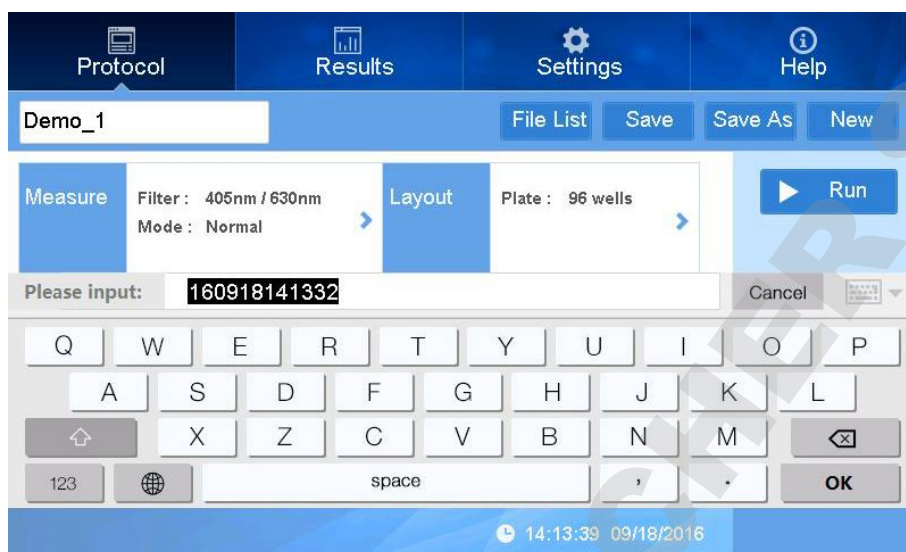 Protocol Results Settings Help
Demo_1 File List Save Save As New
Measure Filter : 405nm / 630nm Layout Plate : 96 wells Run
Mode : Normal
Please input: 160918141332 Cancel
Q W E R T Y U I O P
A S D F G H J K L
X Z C V B N M
123 space , . OK
14:13:39 09/18/2016
CHER